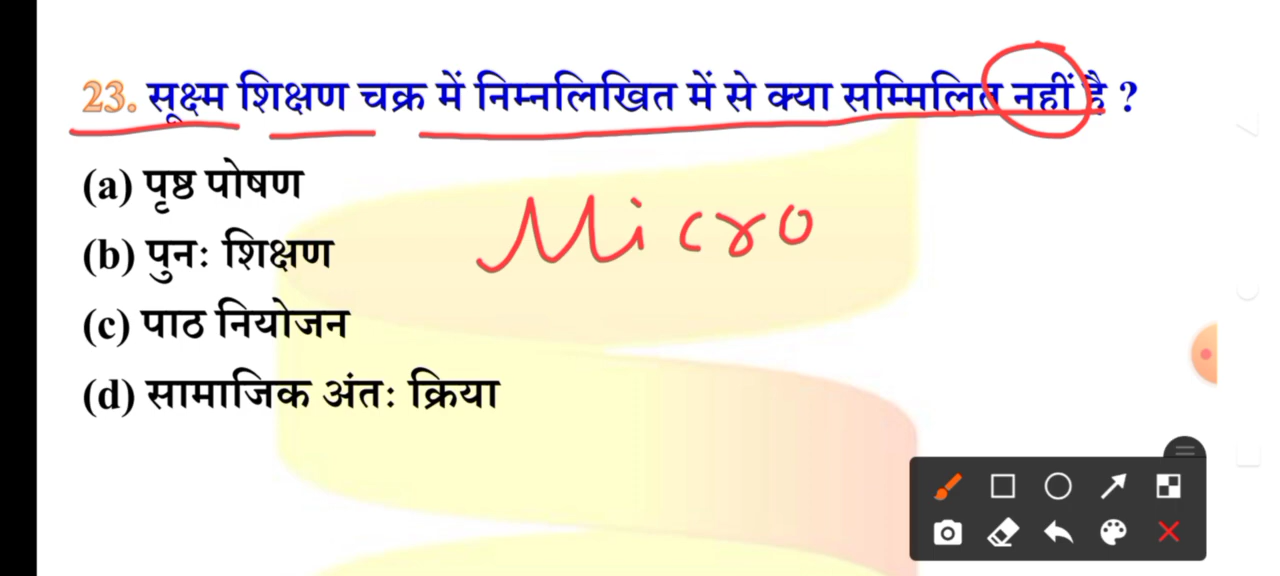 23. सूक्ष्म शिक्षण चक्र में निम्नलिखित में से क्या सम्मिलित नहीं है ?
(a) पृष्ठ पोषण
Micro
(b) पुनः शिक्षण
(c) पाठ नियोजन
(d) सामाजिक अंतः क्रिया